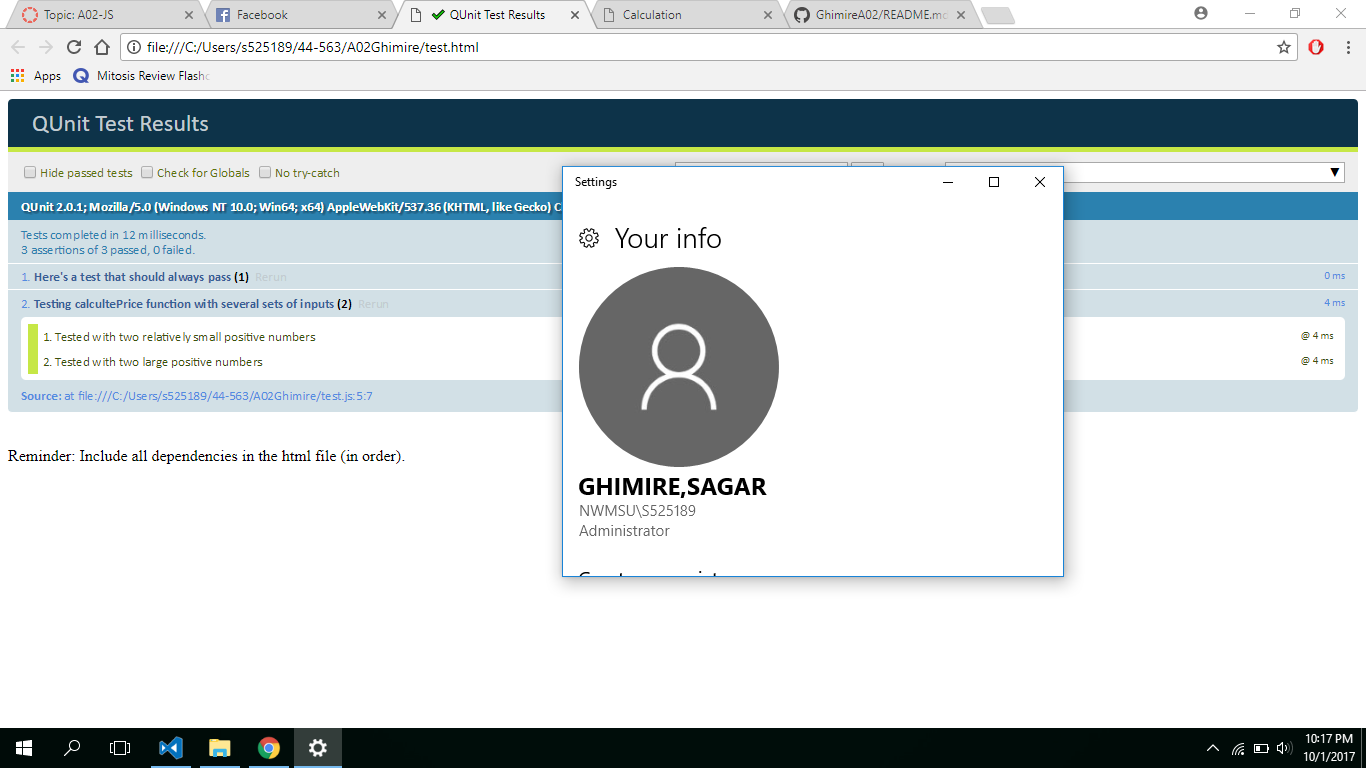 Topic: A02-JS
Facebook
QUnit Test Results
Calculation
GhimireA02/README.md
file:///C:/Users/s525189/44-563/A02Ghimire/test.html
Apps
Mitosis Review Flashc
QUnit Test Results
Hide passed tests
Check for Globals
No try-catch
QUnit 2.0.1; Mozilla/5.0 (Windows NT 10.0; Win64; x64) AppleWebKit/537.36 (KHTML, like Gecko) C
Tests completed in 12 milliseconds.
3 assertions of 3 passed, 0 failed.
1. Here's a test that should always pass (1) Rerun
0 ms
2. Testing calcultePrice function with several sets of inputs (2) Rerun
4 ms
1. Tested with two relatively small positive numbers
@ 4 ms
2. Tested with two large positive numbers
@ 4 ms
Source: at file:///C:/Users/s525189/44-563/A02Ghimire/test.js:5:7
Reminder: Include all dependencies in the html file (in order).
Settings
Your info
GHIMIRE,SAGAR
NWMSU\S525189
Administrator
10:17 PM
10/1/2017